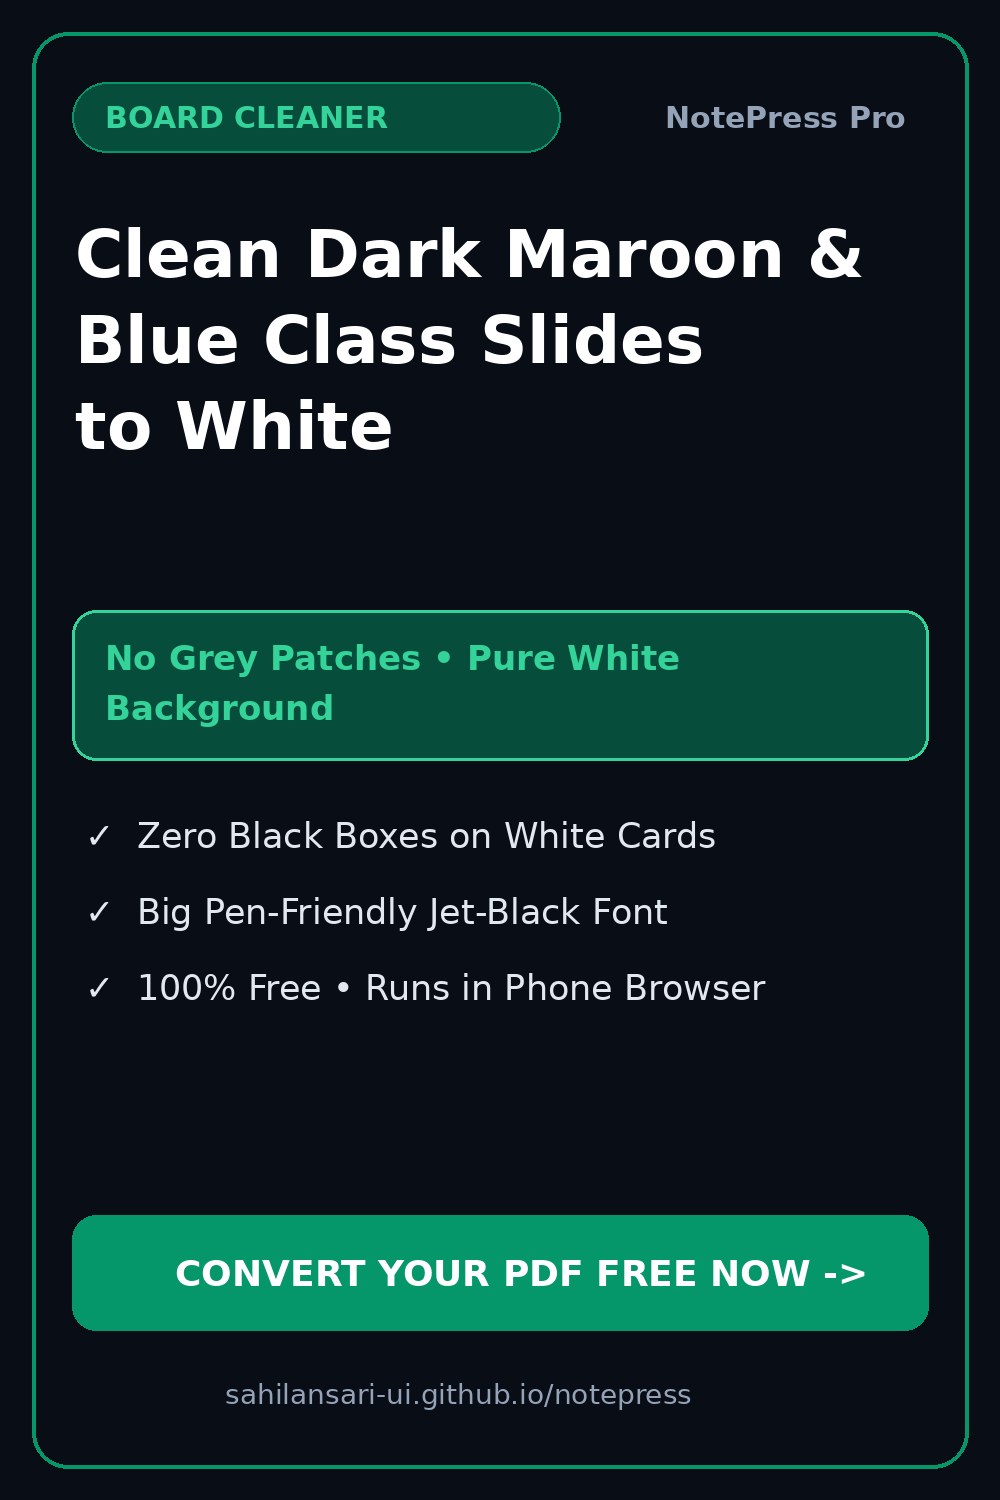 BOARD CLEANER
NotePress Pro
Clean Dark Maroon &
Blue Class Slides
to White
No Grey Patches • Pure White
Background
✓ Zero Black Boxes on White Cards
✓ Big Pen-Friendly Jet-Black Font
✓ 100% Free • Runs in Phone Browser
CONVERT YOUR PDF FREE NOW ->
sahilansari-ui.github.io/notepress